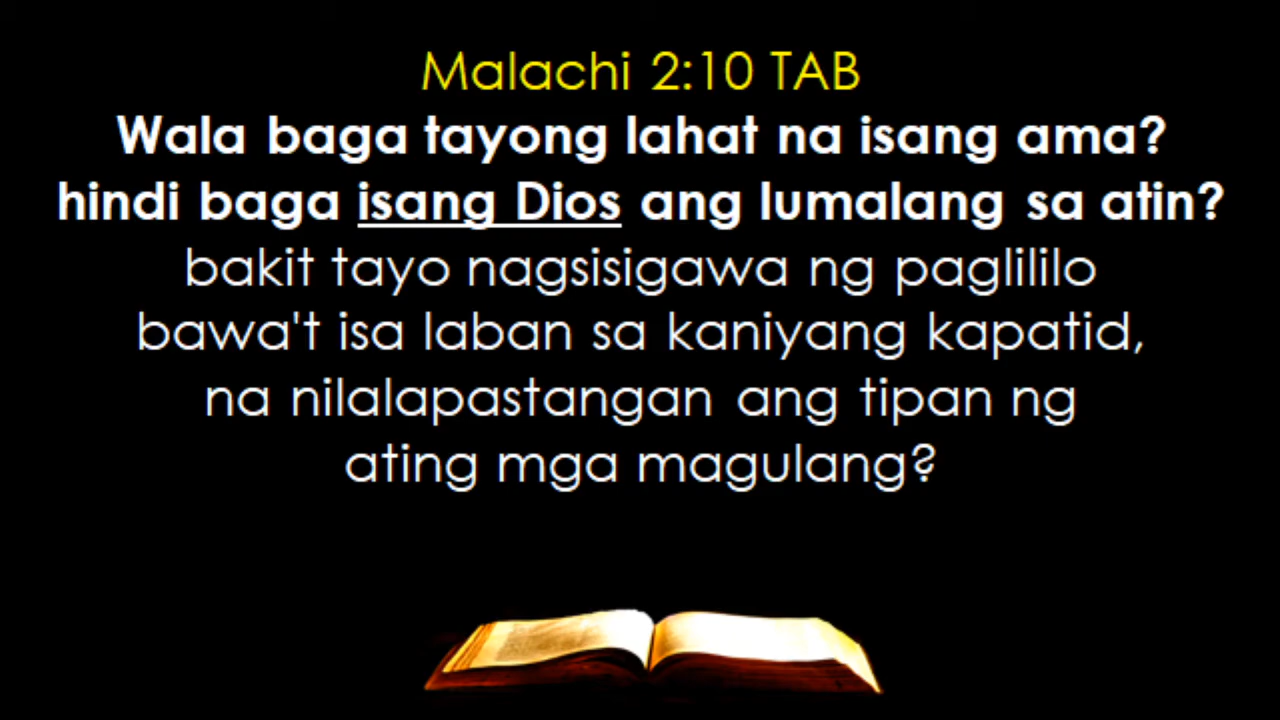 Malachi 2:10 TAB
Wala baga tayong lahat na isang ama?
hindi baga isang Dios ang lumalang sa atin?
bakit tayo nagsisigawa ng paglililo
bawa't isa laban sa kaniyang kapatid,
na nilalapastangan ang tipan ng
ating mga magulang?